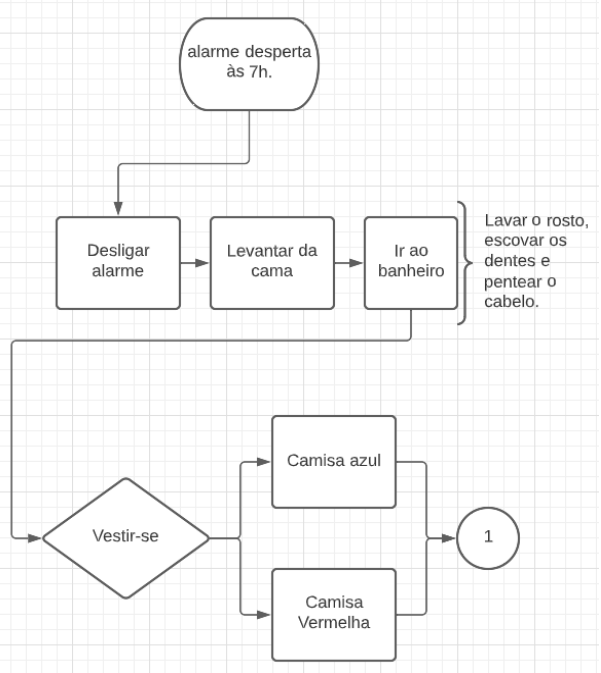 alarme desperta
às 7h.
Desligar
alarme
Levantar da
cama
Ir ao
banheiro
Lavar o rosto,
escovar os
dentes e
pentear o
cabelo.
Vestir-se
Camisa azul
Camisa
Vermelha
1